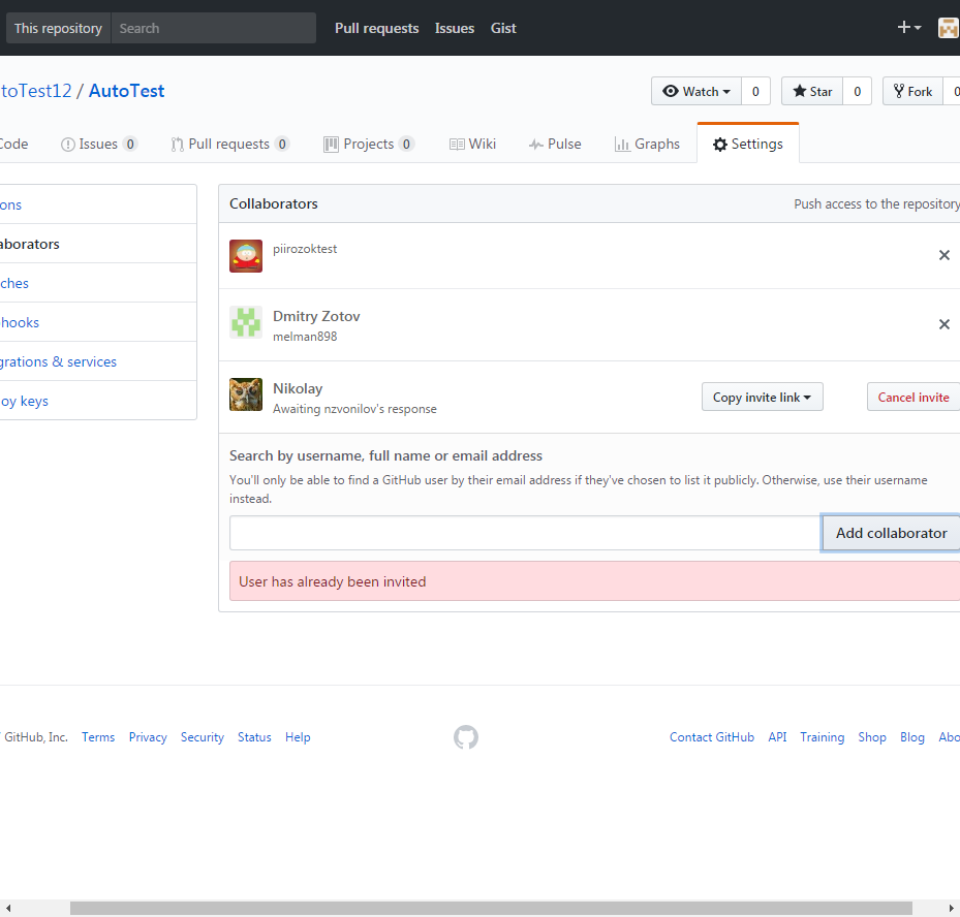 This repository Search Pull requests Issues Gist
toTest12 / AutoTest Watch 0 Star 0 Fork 0
Code Issues 0 Pull requests 0 Projects 0 Wiki Pulse Graphs Settings
ons
aborators
ches
hooks
grations & services
oy keys
Collaborators Push access to the repository
piirozoktest
Dmitry Zotov
melman898
Nikolay
Awaiting nzvonilov's response
Copy invite link Cancel invite
Search by username, full name or email address
You'll only be able to find a GitHub user by their email address if they've chosen to list it publicly. Otherwise, use their username
instead.
Add collaborator
User has already been invited
GitHub, Inc. Terms Privacy Security Status Help Contact GitHub API Training Shop Blog Abo